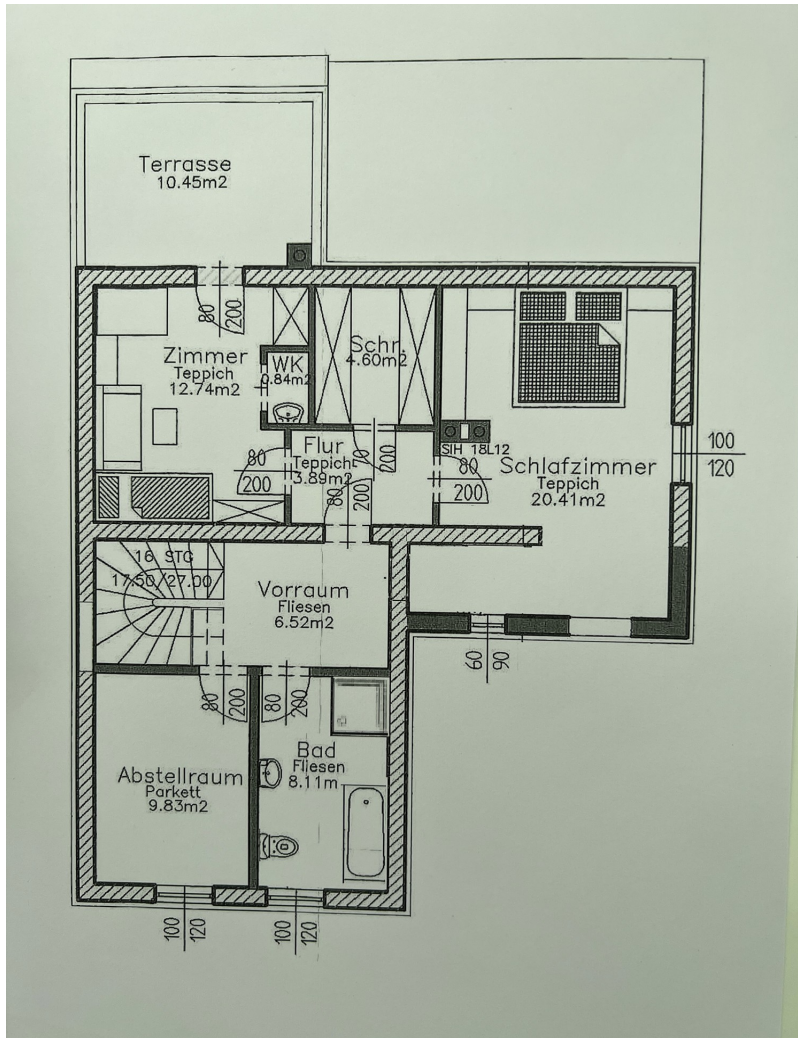 Terrasse
10.45m2
80
200
Zimmer
Teppich
12.74m2
WK
0.84m2
Schr.
4.60m2
70
200
80
200
Flur
Teppich
3.89m2
80
200
SIH 18L12
80
200
Schlafzimmer
Teppich
20.41m2
100
120
16 STG
17.50/27.00
Vorraum
Fliesen
6.52m2
60
90
80
200
80
200
Abstellraum
Parkett
9.83m2
Bad
Fliesen
8.11m
100
120
100
120